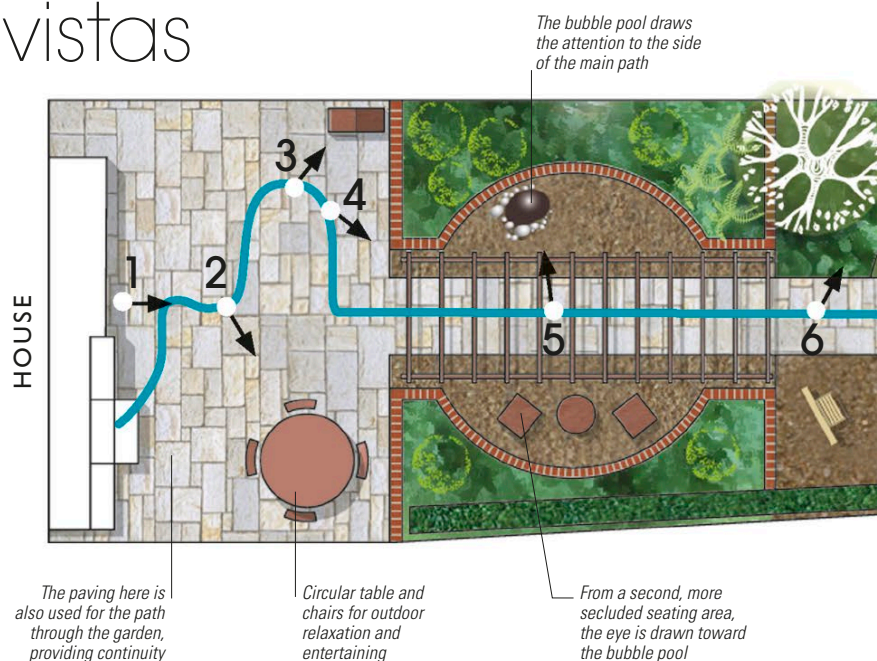 vistas
The bubble pool draws
the attention to the side
of the main path
3
4
1
2
5
6
HOUSE
The paving here is
also used for the path
through the garden,
providing continuity
Circular table and
chairs for outdoor
relaxation and
entertaining
From a second, more
secluded seating area,
the eye is drawn toward
the bubble pool